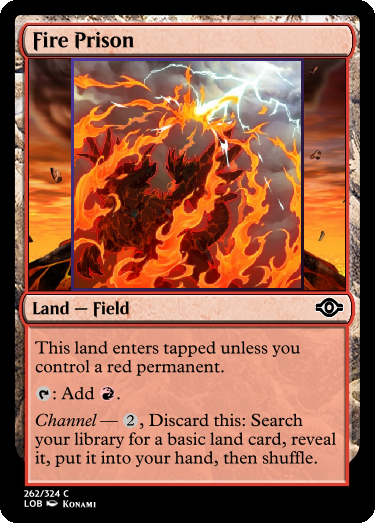 Fire Prison
Land — Field
This land enters tapped unless you
control a red permanent.
: Add .
Channel — 2, Discard this: Search
your library for a basic land card, reveal
it, put it into your hand, then shuffle.
262/324 C
LOB Konami